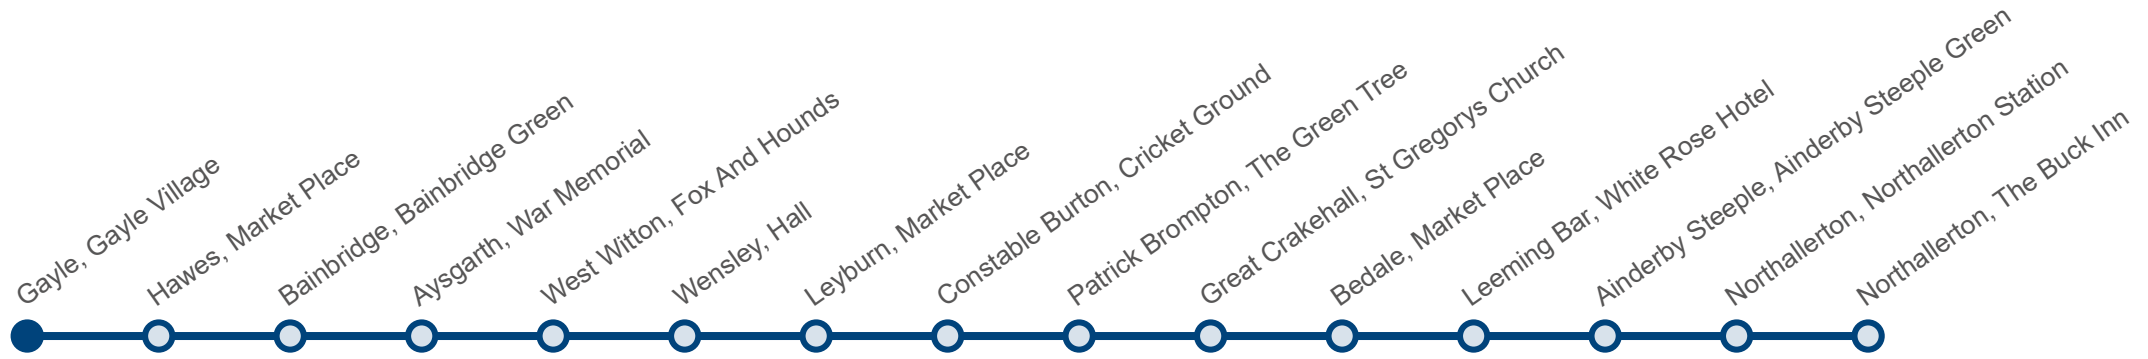 Gayle, Gayle Village
Hawes, Market Place
Bainbridge, Bainbridge Green
Aysgarth, War Memorial
West Witton, Fox And Hounds
Wensley, Hall
Leyburn, Market Place
Constable Burton, Cricket Ground
Patrick Brompton, The Green Tree
Great Crakehall, St Gregorys Church
Bedale, Market Place
Leeming Bar, White Rose Hotel
Ainderby Steeple, Ainderby Steeple Green
Northallerton, Northallerton Station
Northallerton, The Buck Inn